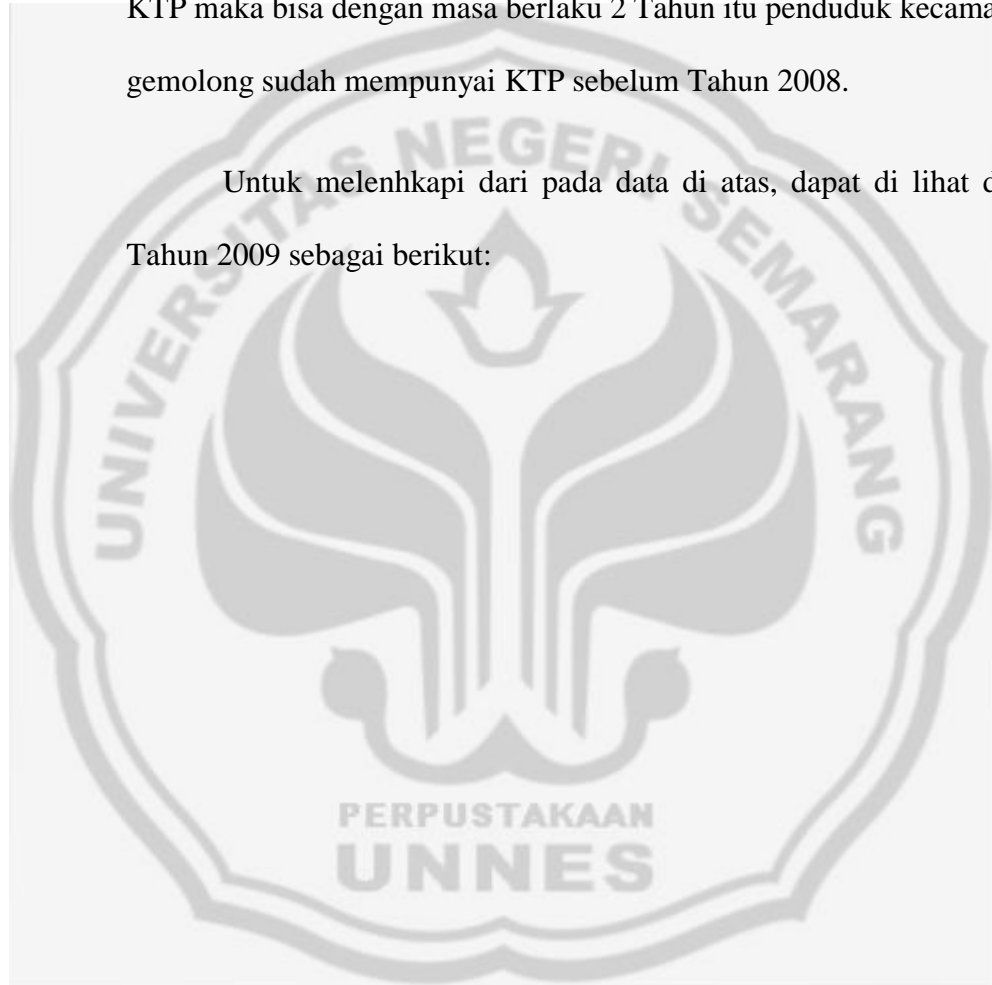 KTP maka bisa dengan masa berlaku 2 Tahun itu penduduk kecama
gemolong sudah mempunyai KTP sebelum Tahun 2008.
Untuk melenhkapi dari pada data di atas, dapat di lihat d
Tahun 2009 sebagai berikut:
UNIVERSITAS NEGERI SEMARANG
PERPUSTAKAAN
UNNES